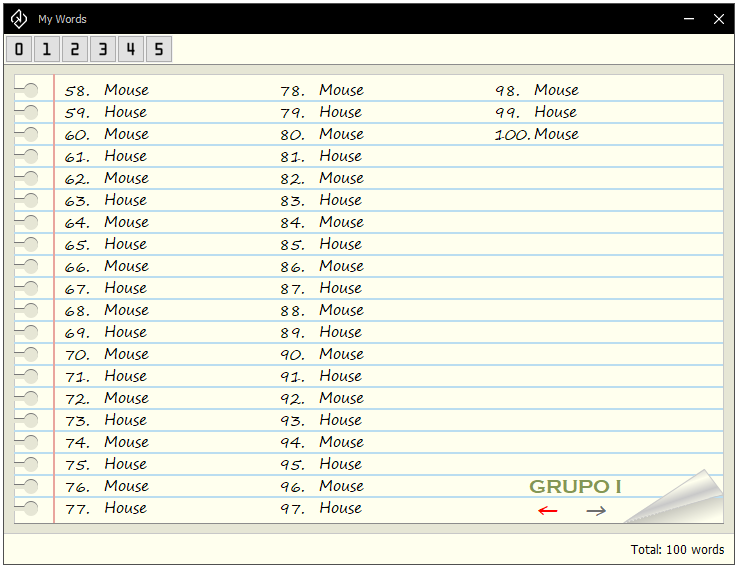 My Words
0 1 2 3 4 5
58. Mouse
59. House
60. Mouse
61. House
62. Mouse
63. House
64. Mouse
65. House
66. Mouse
67. House
68. Mouse
69. House
70. Mouse
71. House
72. Mouse
73. House
74. Mouse
75. House
76. Mouse
77. House
78. Mouse
79. House
80. Mouse
81. House
82. Mouse
83. House
84. Mouse
85. House
86. Mouse
87. House
88. Mouse
89. House
90. Mouse
91. House
92. Mouse
93. House
94. Mouse
95. House
96. Mouse
97. House
98. Mouse
99. House
100. Mouse
GRUPO I
Total: 100 words